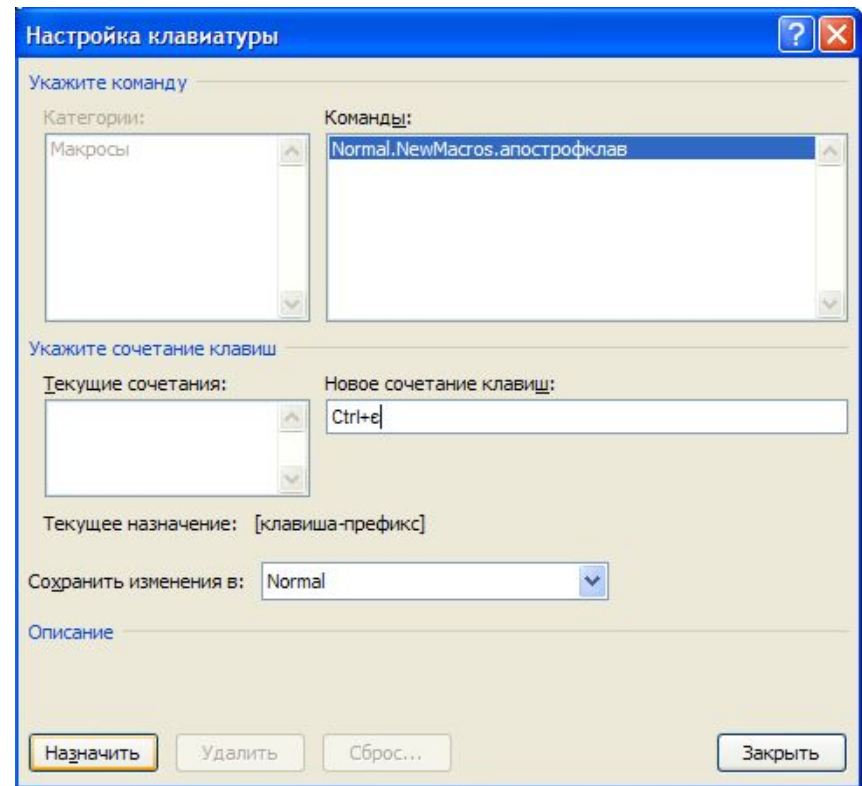 Настройка клавиатуры
Укажите команду
Категории:
Команды:
Макросы
Normal.NewMacros.апострофклав
Укажите сочетание клавиш
Текущие сочетания:
Новое сочетание клавиш:
Ctrl+є
Текущее назначение: [клавиша-префикс]
Сохранить изменения в: Normal
Описание
Назначить
Удалить
Сброс...
Закрыть